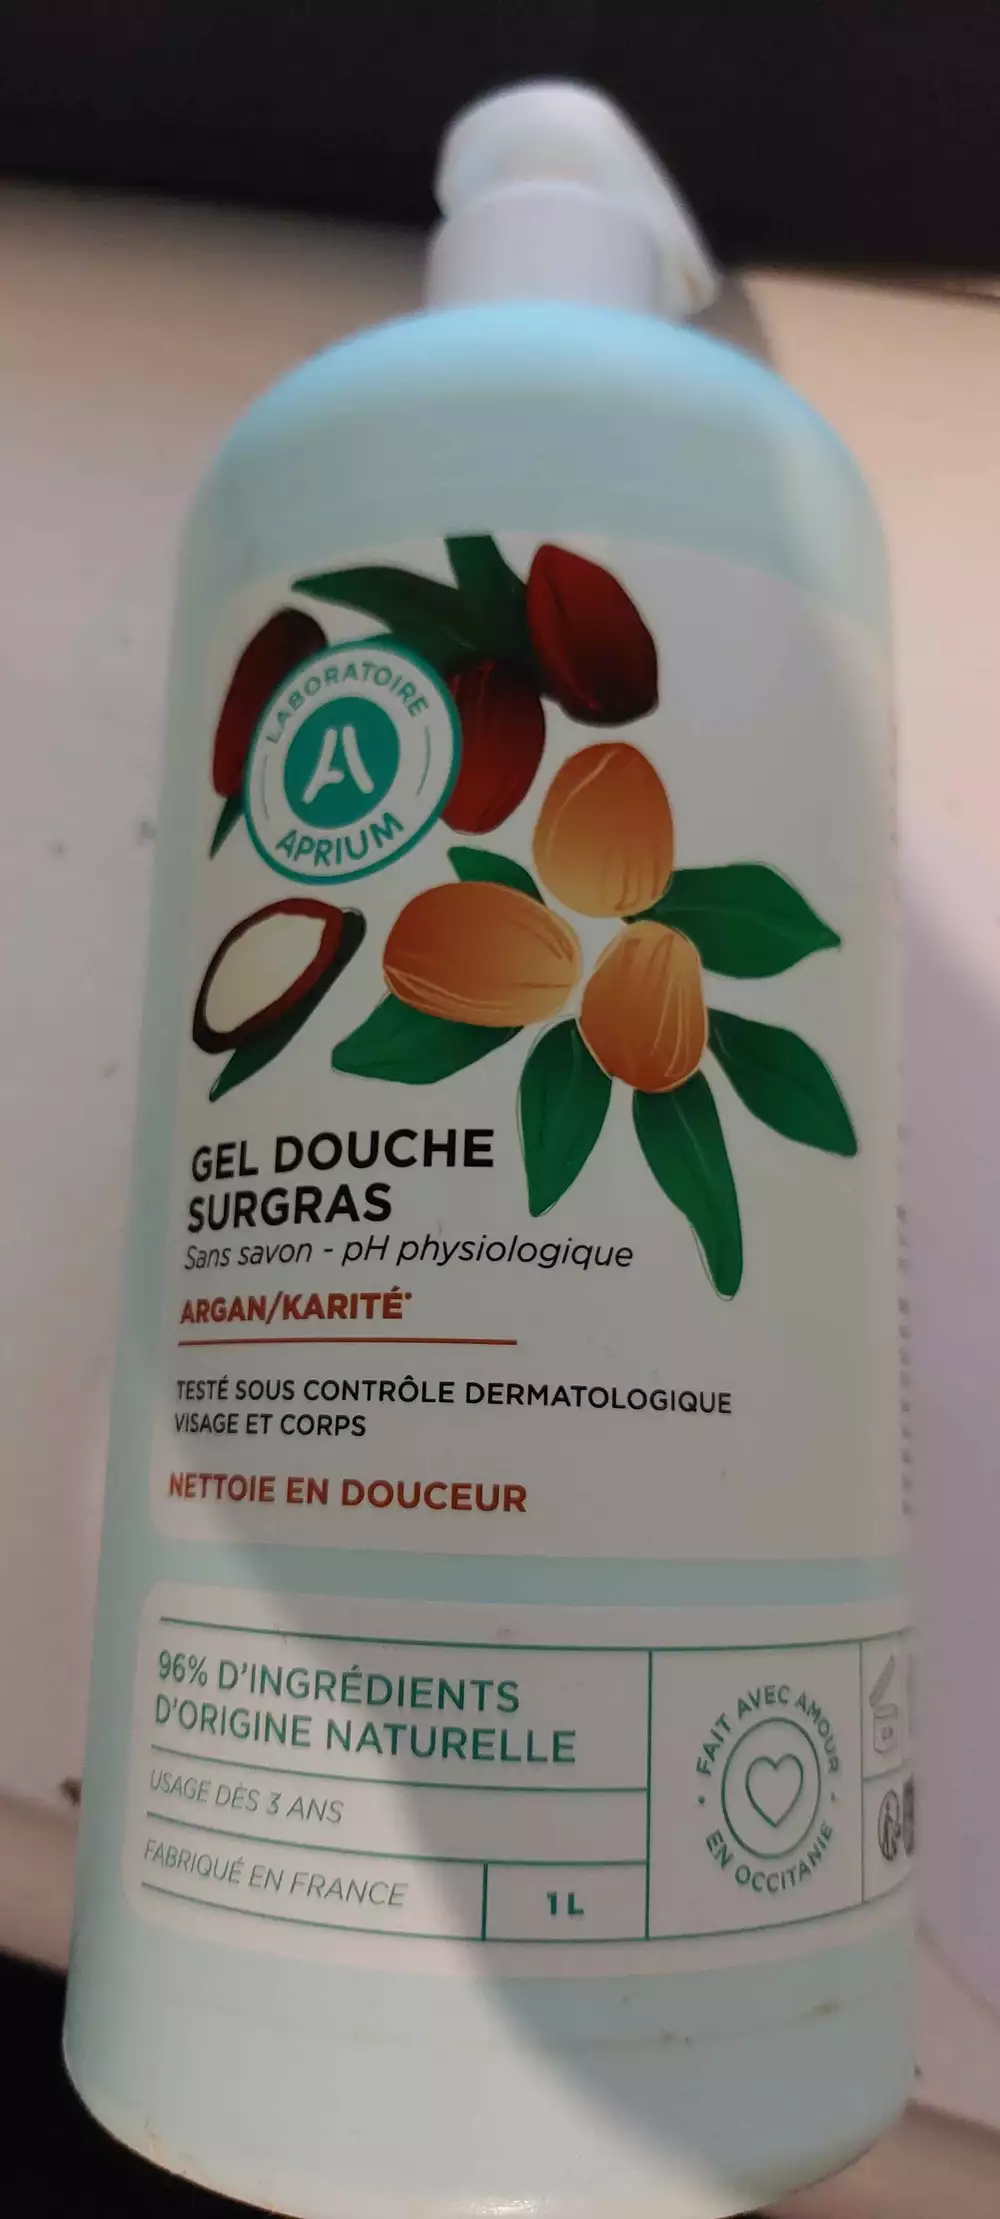 LABORATOIRE
APRIUM
GEL DOUCHE
SURGRAS
Sans savon - pH physiologique
ARGAN/KARITÉ*
TESTÉ SOUS CONTRÔLE DERMATOLOGIQUE
VISAGE ET CORPS
NETTOIE EN DOUCEUR
96% D'INGRÉDIENTS
D'ORIGINE NATURELLE
USAGE DÈS 3 ANS
FABRIQUÉ EN FRANCE
1 L
• FAIT AVEC AMOUR •
EN OCCITANIE